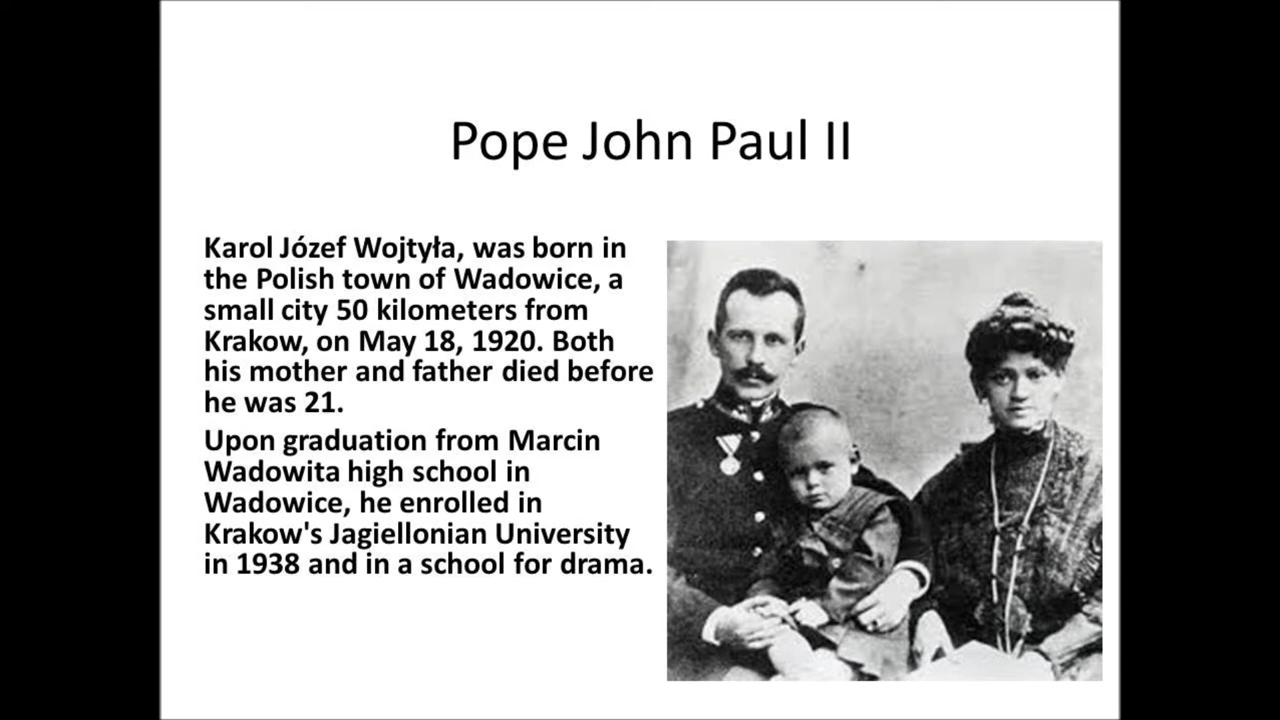 Pope John Paul II
Karol Józef Wojtyła, was born in
the Polish town of Wadowice, a
small city 50 kilometers from
Krakow, on May 18, 1920. Both
his mother and father died before
he was 21.
Upon graduation from Marcin
Wadowita high school in
Wadowice, he enrolled in
Krakow's Jagiellonian University
in 1938 and in a school for drama.